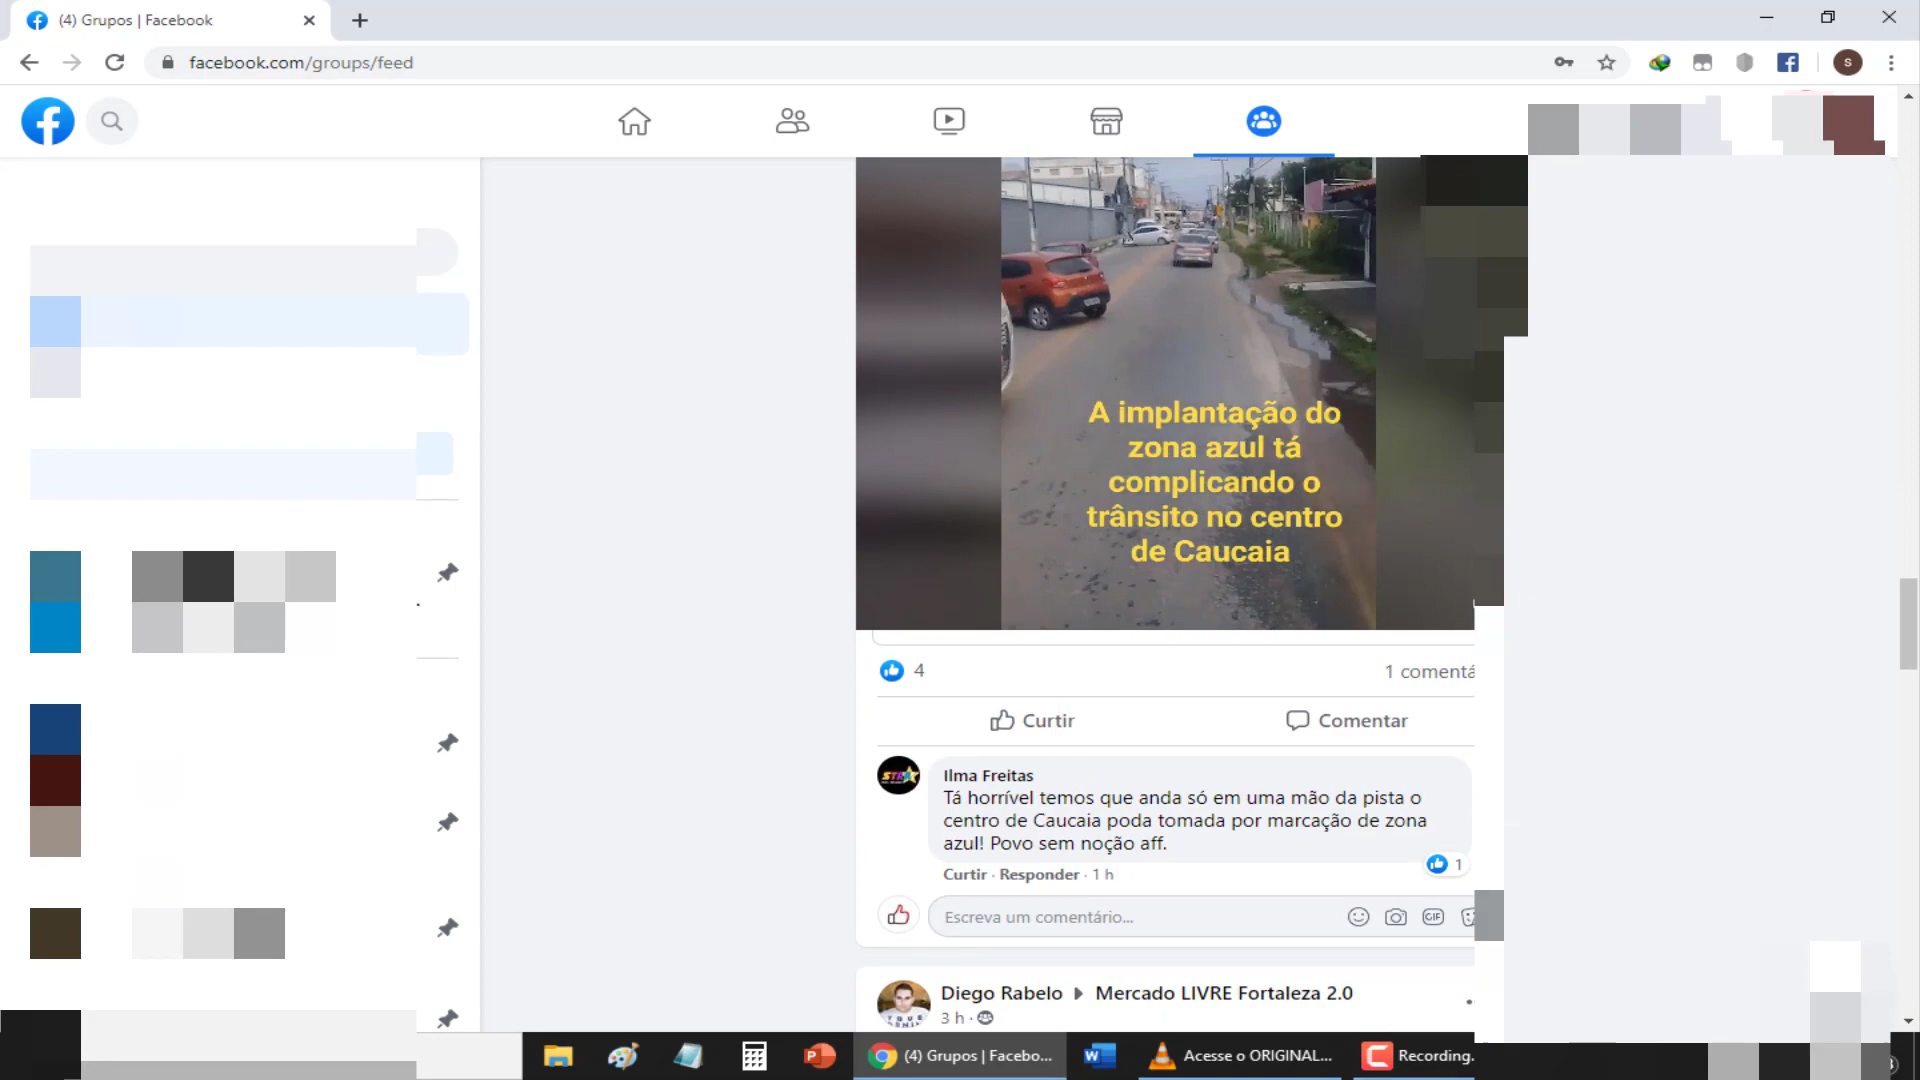 (4) Grupos | Facebook
facebook.com/groups/feed
S
A implantação do
zona azul tá
complicando o
trânsito no centro
de Caucaia
4
1 comentá
Curtir
Comentar
Ilma Freitas
Tá horrível temos que anda só em uma mão da pista o
centro de Caucaia poda tomada por marcação de zona
azul! Povo sem noção aff.
1
Curtir · Responder · 1 h
Escreva um comentário...
GIF
Diego Rabelo
Mercado LIVRE Fortaleza 2.0
3 h ·
(4) Grupos | Facebo...
Acesse o ORIGINAL...
Recording.